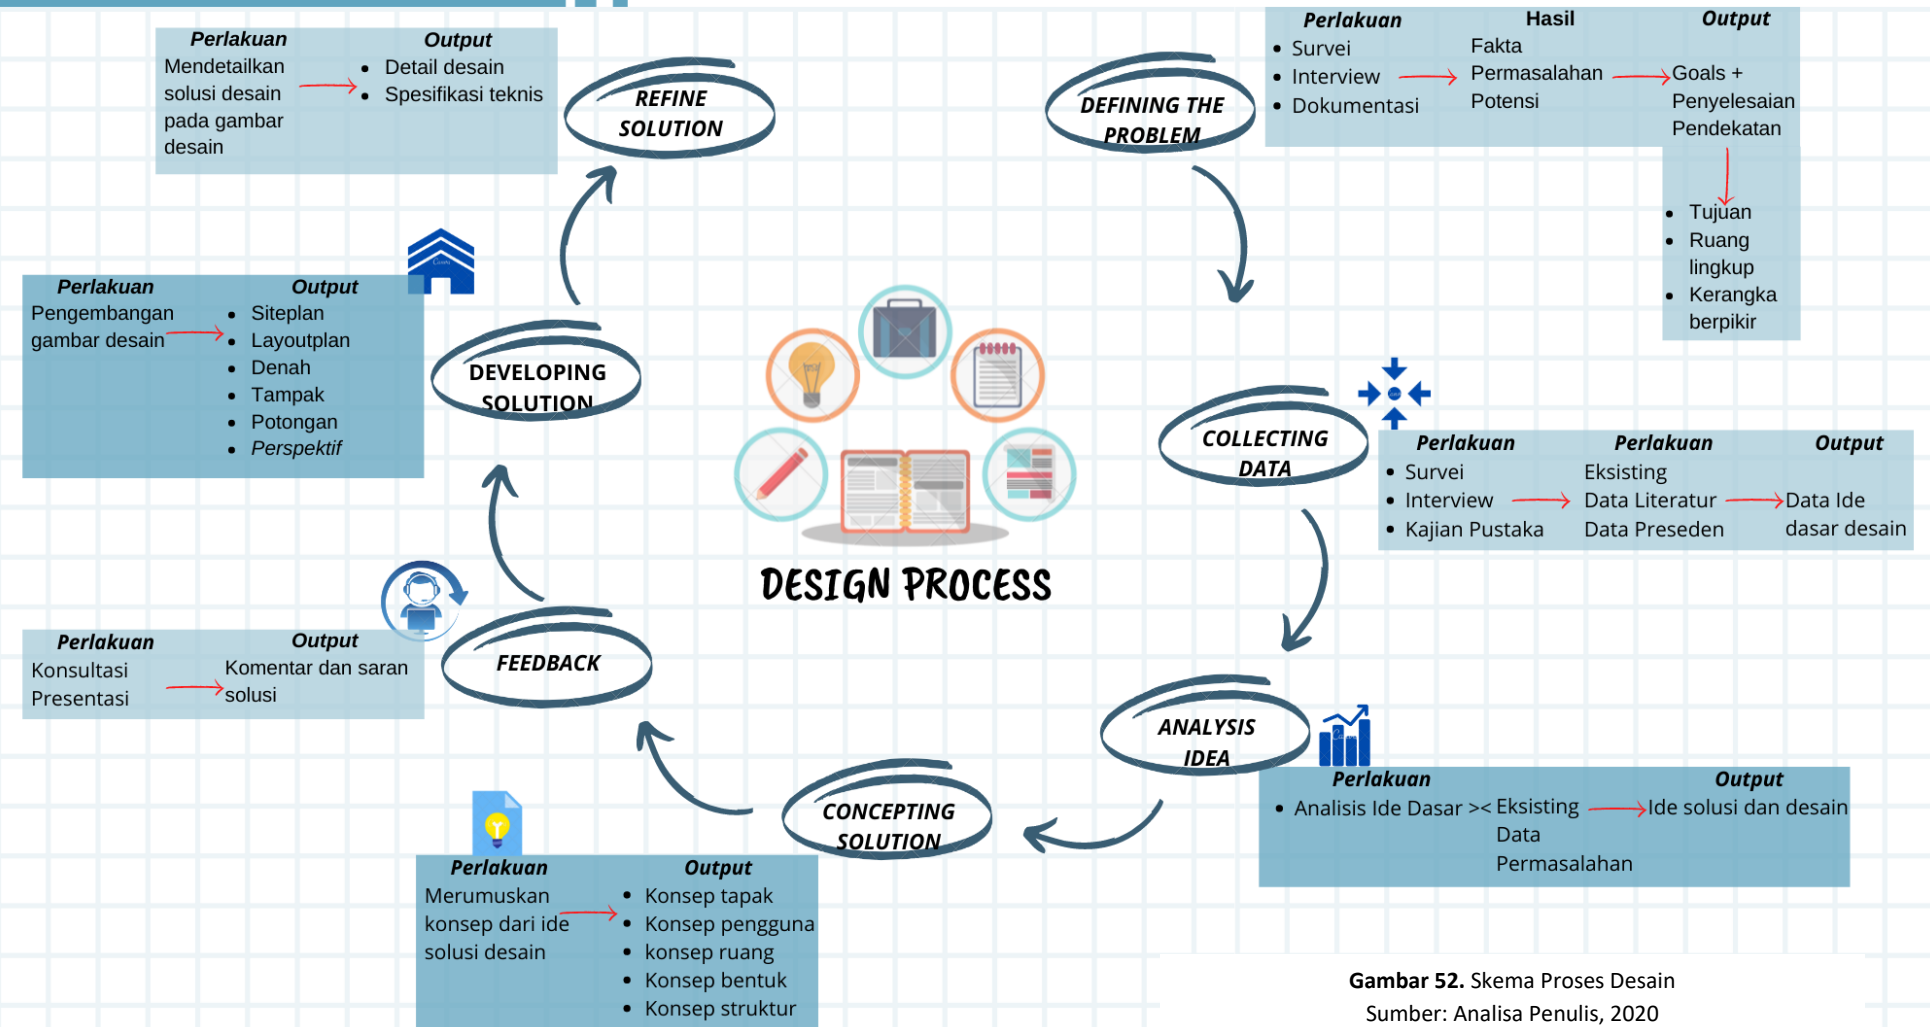 Perlakuan
Mendetailkan
solusi desain
pada gambar
desain
Output
• Detail desain
• Spesifikasi teknis
REFINE
SOLUTION
DEFINING THE
PROBLEM
Perlakuan
• Survei
• Interview
• Dokumentasi
Hasil
Fakta
Permasalahan
Potensi
Output
Goals +
Penyelesaian
Pendekatan
• Tujuan
• Ruang
lingkup
• Kerangka
berpikir
Perlakuan
Pengembangan
gambar desain
Output
• Siteplan
• Layoutplan
• Denah
• Tampak
• Potongan
• Perspektif
DEVELOPING
SOLUTION
COLLECTING
DATA
Perlakuan
• Survei
• Interview
• Kajian Pustaka
Perlakuan
Eksisting
Data Literatur
Data Preseden
Output
Data Ide
dasar desain
DESIGN PROCESS
Perlakuan
Konsultasi
Presentasi
Output
Komentar dan saran
solusi
FEEDBACK
ANALYSIS
IDEA
Perlakuan
• Analisis Ide Dasar >< Eksisting
Data
Permasalahan
Output
Ide solusi dan desain
CONCEPTING
SOLUTION
Perlakuan
Merumuskan
konsep dari ide
solusi desain
Output
• Konsep tapak
• Konsep pengguna
• konsep ruang
• Konsep bentuk
• Konsep struktur
Gambar 52. Skema Proses Desain
Sumber: Analisa Penulis, 2020